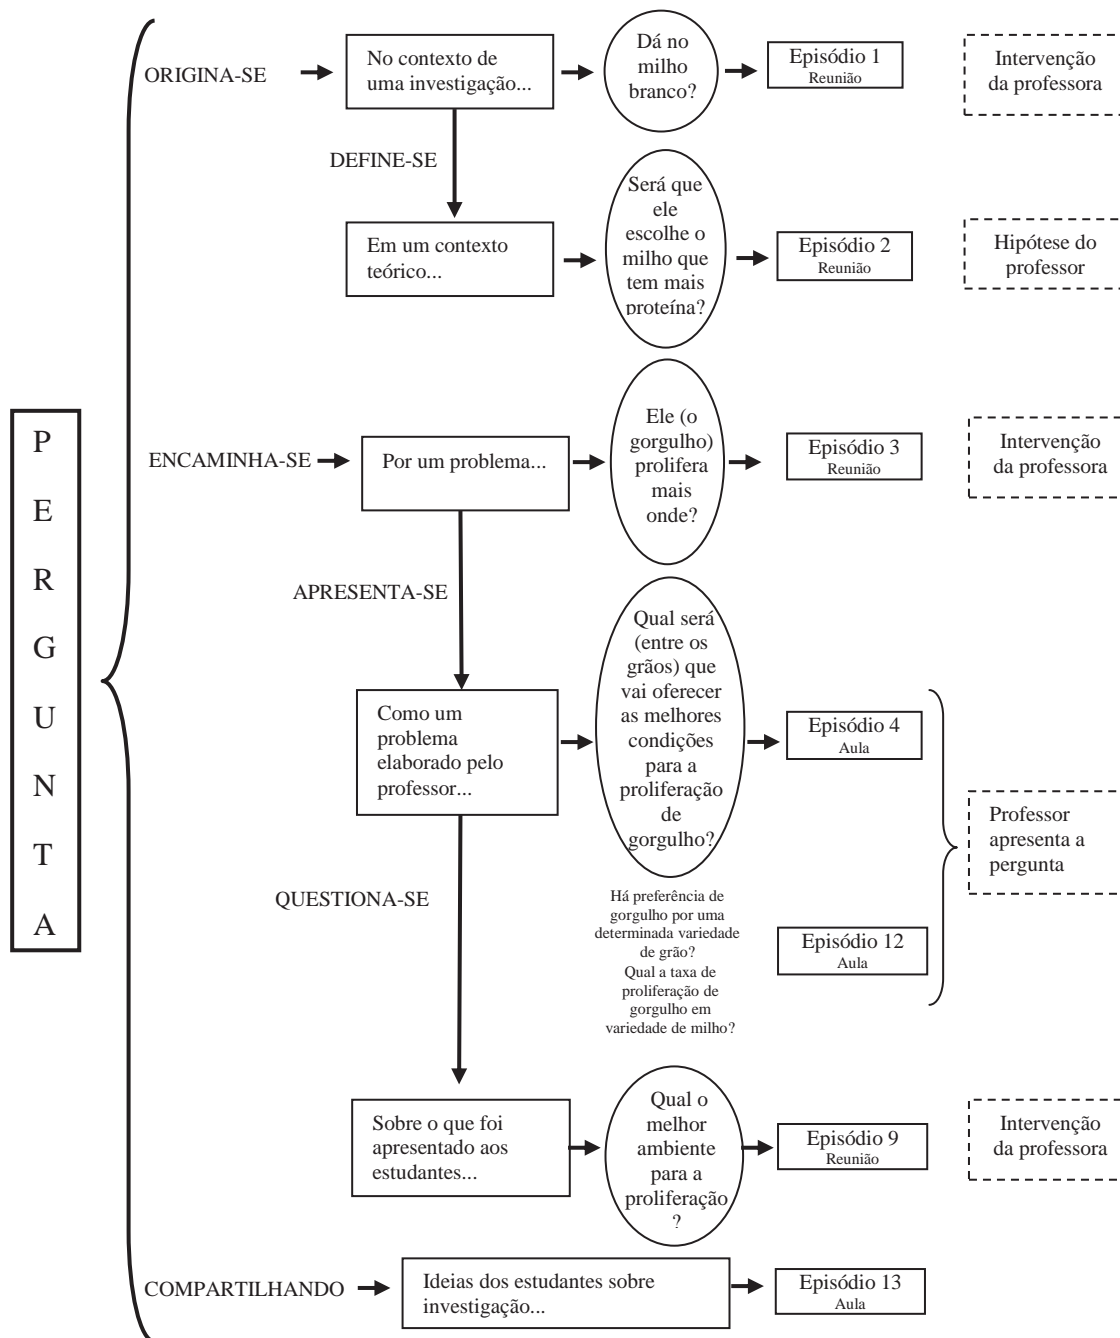 PERGUNTA
ORIGINA-SE
No contexto de
uma investigação...
Dá no
milho
branco?
Episódio 1
Reunião
Intervenção
da professora
DEFINE-SE
Em um contexto
teórico...
Será que
ele
escolhe o
milho que
tem mais
proteína?
Episódio 2
Reunião
Hipótese do
professor
ENCAMINHA-SE
Por um problema...
Ele (o
gorgulho)
prolifera
mais
onde?
Episódio 3
Reunião
Intervenção
da professora
APRESENTA-SE
Como um
problema
elaborado pelo
professor...
Qual será
(entre os
grãos) que
vai oferecer
as melhores
condições
para a
proliferação
de
gorgulho?
Episódio 4
Aula
Professor
apresenta a
pergunta
QUESTIONA-SE
Há preferência de
gorgulho por uma
determinada variedade
de grão?
Qual a taxa de
proliferação de
gorgulho em
variedade de milho?
Episódio 12
Aula
Sobre o que foi
apresentado aos
estudantes...
Qual o
melhor
ambiente
para a
proliferação
?
Episódio 9
Reunião
Intervenção
da professora
COMPARTILHANDO
Ideias dos estudantes sobre
investigação...
Episódio 13
Aula